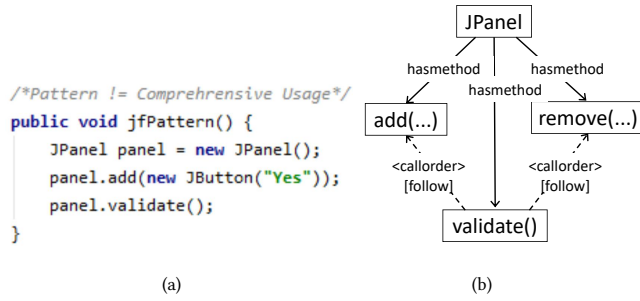 /*Pattern != Comprehrensive Usage*/
public void jfPattern() {
JPanel panel = new JPanel();
panel.add(new JButton("Yes"));
panel.validate();
}
(a)
JPanel
hasmethod
hasmethod
hasmethod
add(...)
remove(...)
<callorder>
[follow]
<callorder>
[follow]
validate()
(b)